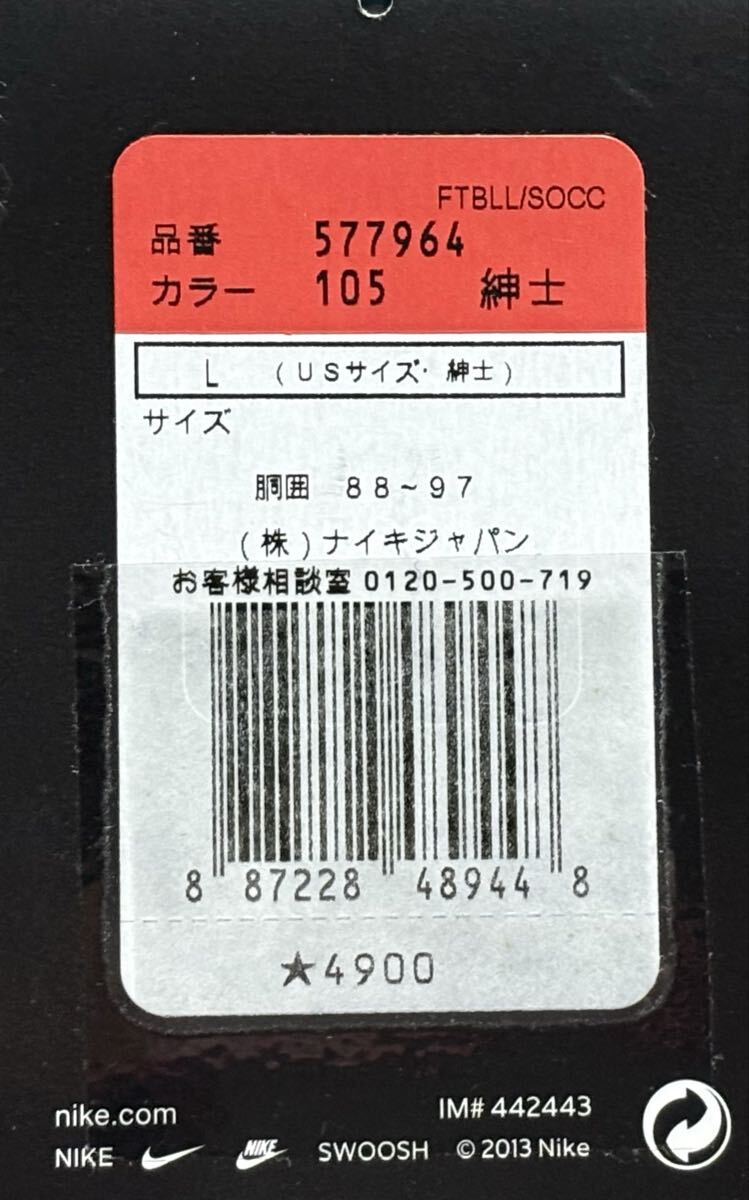 FTBLL/SOCC
品番 577964
カラー 105 紳士
L (USサイズ・紳士)
サイズ
胴囲 88~97
(株)ナイキジャパン
お客様相談室 0120-500-719
8 87228 48944 8
★4900
nike.com IM# 442443
NIKE NIKE SWOOSH © 2013 Nike